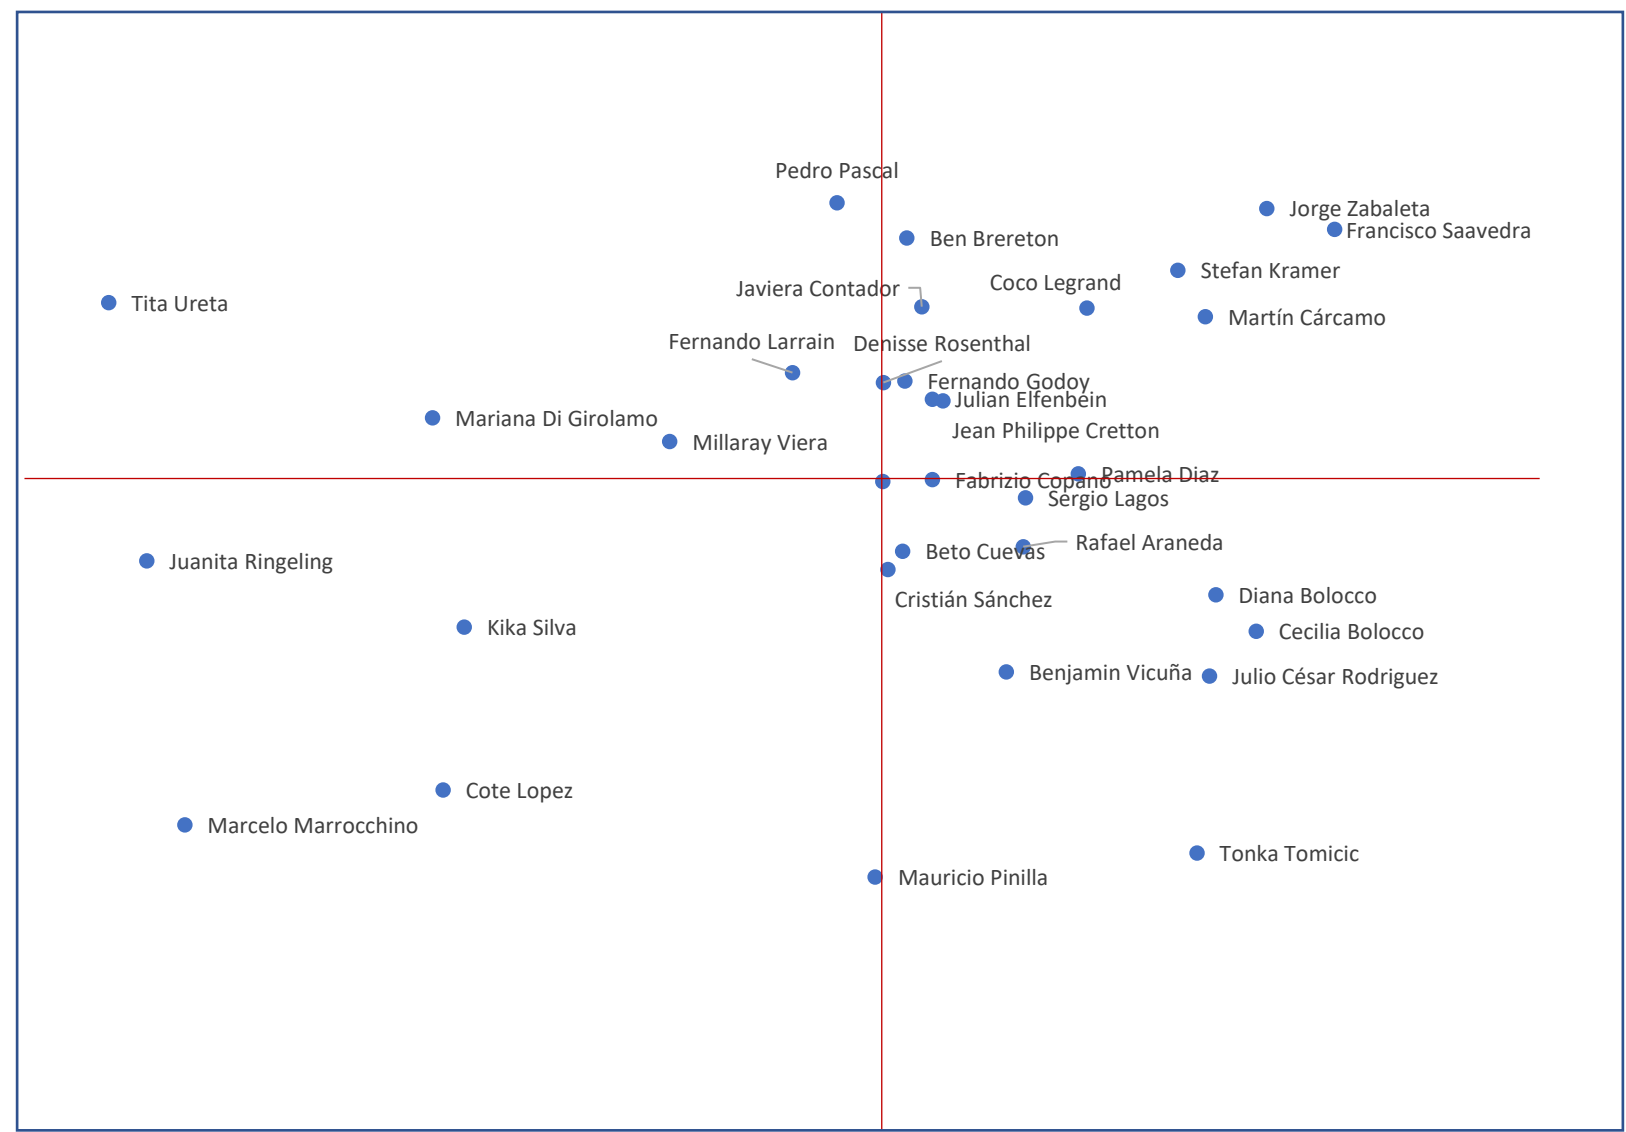 Pedro Pascal
Jorge Zabaleta
Francisco Saavedra
Ben Brereton
Stefan Kramer
Coco Legrand
Javiera Contador
Tita Ureta
Martín Cárcamo
Fernando Larrain
Denisse Rosenthal
Fernando Godoy
Julian Elfenbein
Mariana Di Girolamo
Jean Philippe Cretton
Millaray Viera
Pamela Diaz
Fabrizio Copano
Sergio Lagos
Rafael Araneda
Beto Cuevas
Juanita Ringeling
Diana Bolocco
Cristián Sánchez
Kika Silva
Cecilia Bolocco
Benjamin Vicuña
Julio César Rodriguez
Cote Lopez
Marcelo Marrocchino
Tonka Tomicic
Mauricio Pinilla